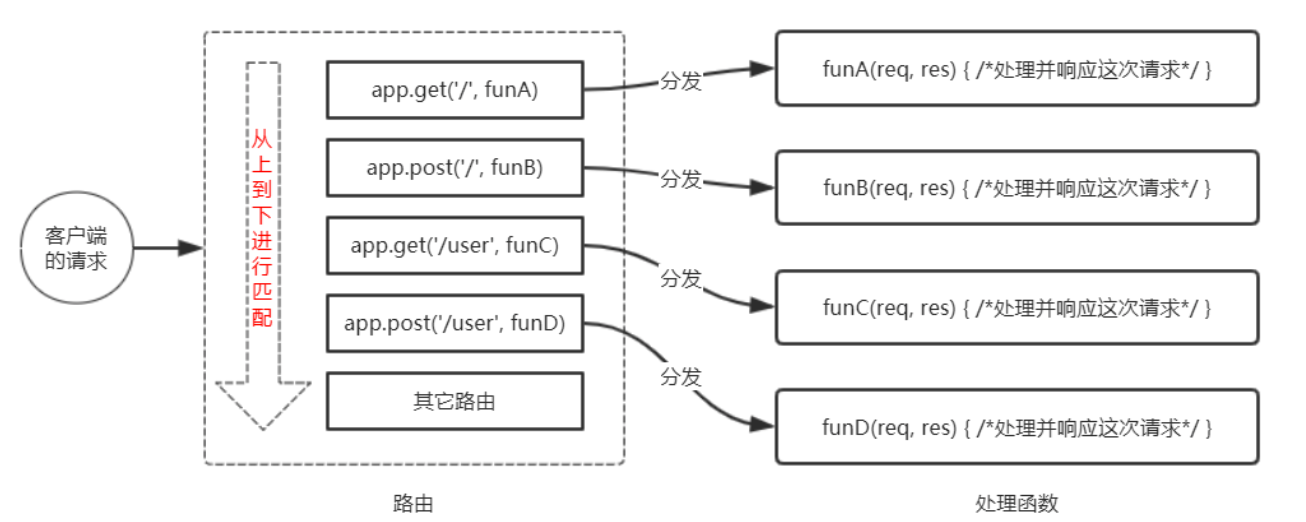 客户端
的请求
从上到下进行匹配
app.get('/', funA)
app.post('/', funB)
app.get('/user', funC)
app.post('/user', funD)
其它路由
分发
分发
分发
分发
funA(req, res) { /*处理并响应这次请求*/ }
funB(req, res) { /*处理并响应这次请求*/ }
funC(req, res) { /*处理并响应这次请求*/ }
funD(req, res) { /*处理并响应这次请求*/ }
路由
处理函数